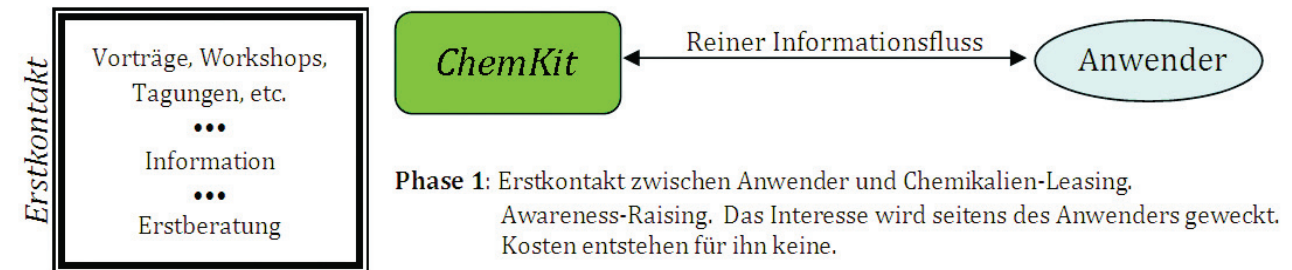 Erstkontakt
Vorträge, Workshops,
Tagungen, etc.
•••
Information
•••
Erstberatung
ChemKit
Reiner Informationsfluss
Anwender
Phase 1: Erstkontakt zwischen Anwender und Chemikalien-Leasing.
Awareness-Raising. Das Interesse wird seitens des Anwenders geweckt.
Kosten entstehen für ihn keine.